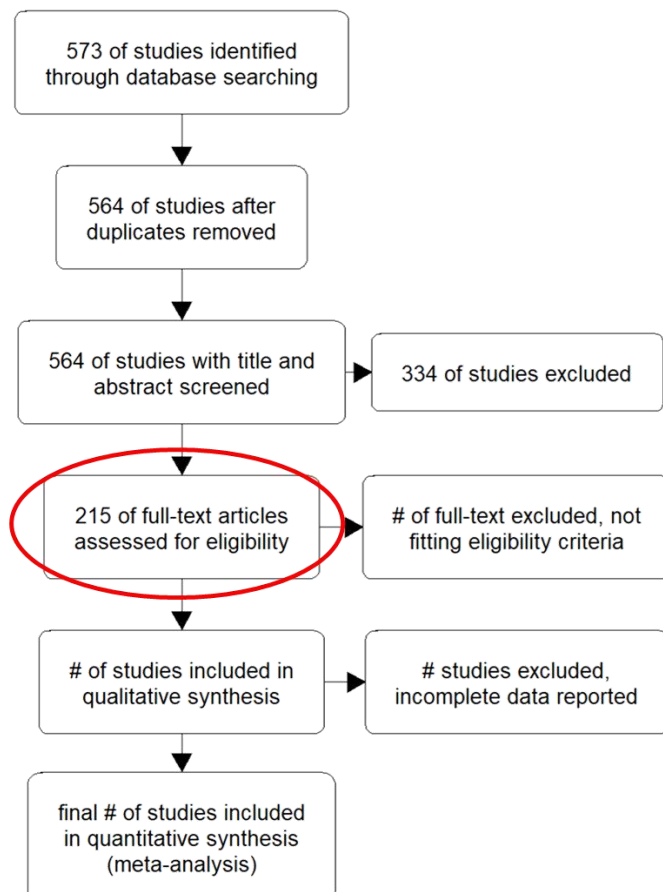 573 of studies identified
through database searching
564 of studies after
duplicates removed
564 of studies with title and
abstract screened
334 of studies excluded
215 of full-text articles
assessed for eligibility
# of full-text excluded, not
fitting eligibility criteria
# of studies included in
qualitative synthesis
# studies excluded,
incomplete data reported
final # of studies included
in quantitative synthesis
(meta-analysis)